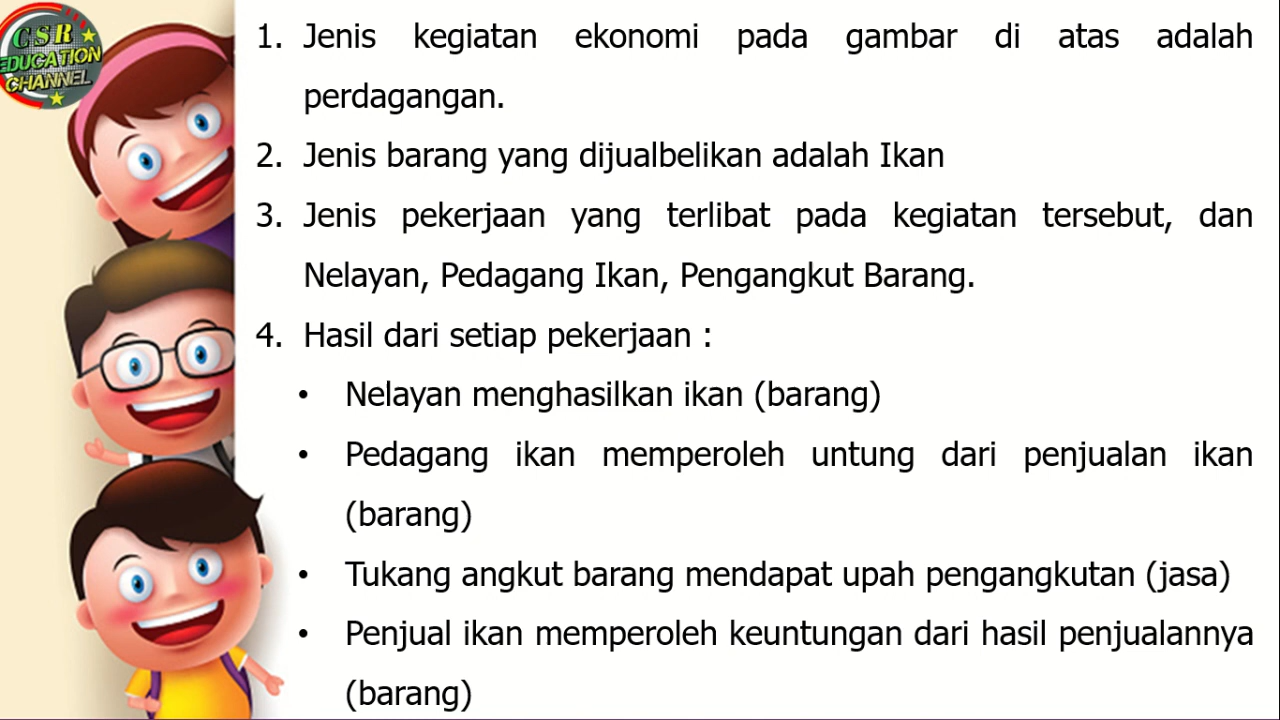 CSR
EDUCATION
CHANNEL
1. Jenis kegiatan ekonomi pada gambar di atas adalah
perdagangan.
2. Jenis barang yang dijualbelikan adalah Ikan
3. Jenis pekerjaan yang terlibat pada kegiatan tersebut, dan
Nelayan, Pedagang Ikan, Pengangkut Barang.
4. Hasil dari setiap pekerjaan :
• Nelayan menghasilkan ikan (barang)
• Pedagang ikan memperoleh untung dari penjualan ikan
(barang)
• Tukang angkut barang mendapat upah pengangkutan (jasa)
• Penjual ikan memperoleh keuntungan dari hasil penjualannya
(barang)